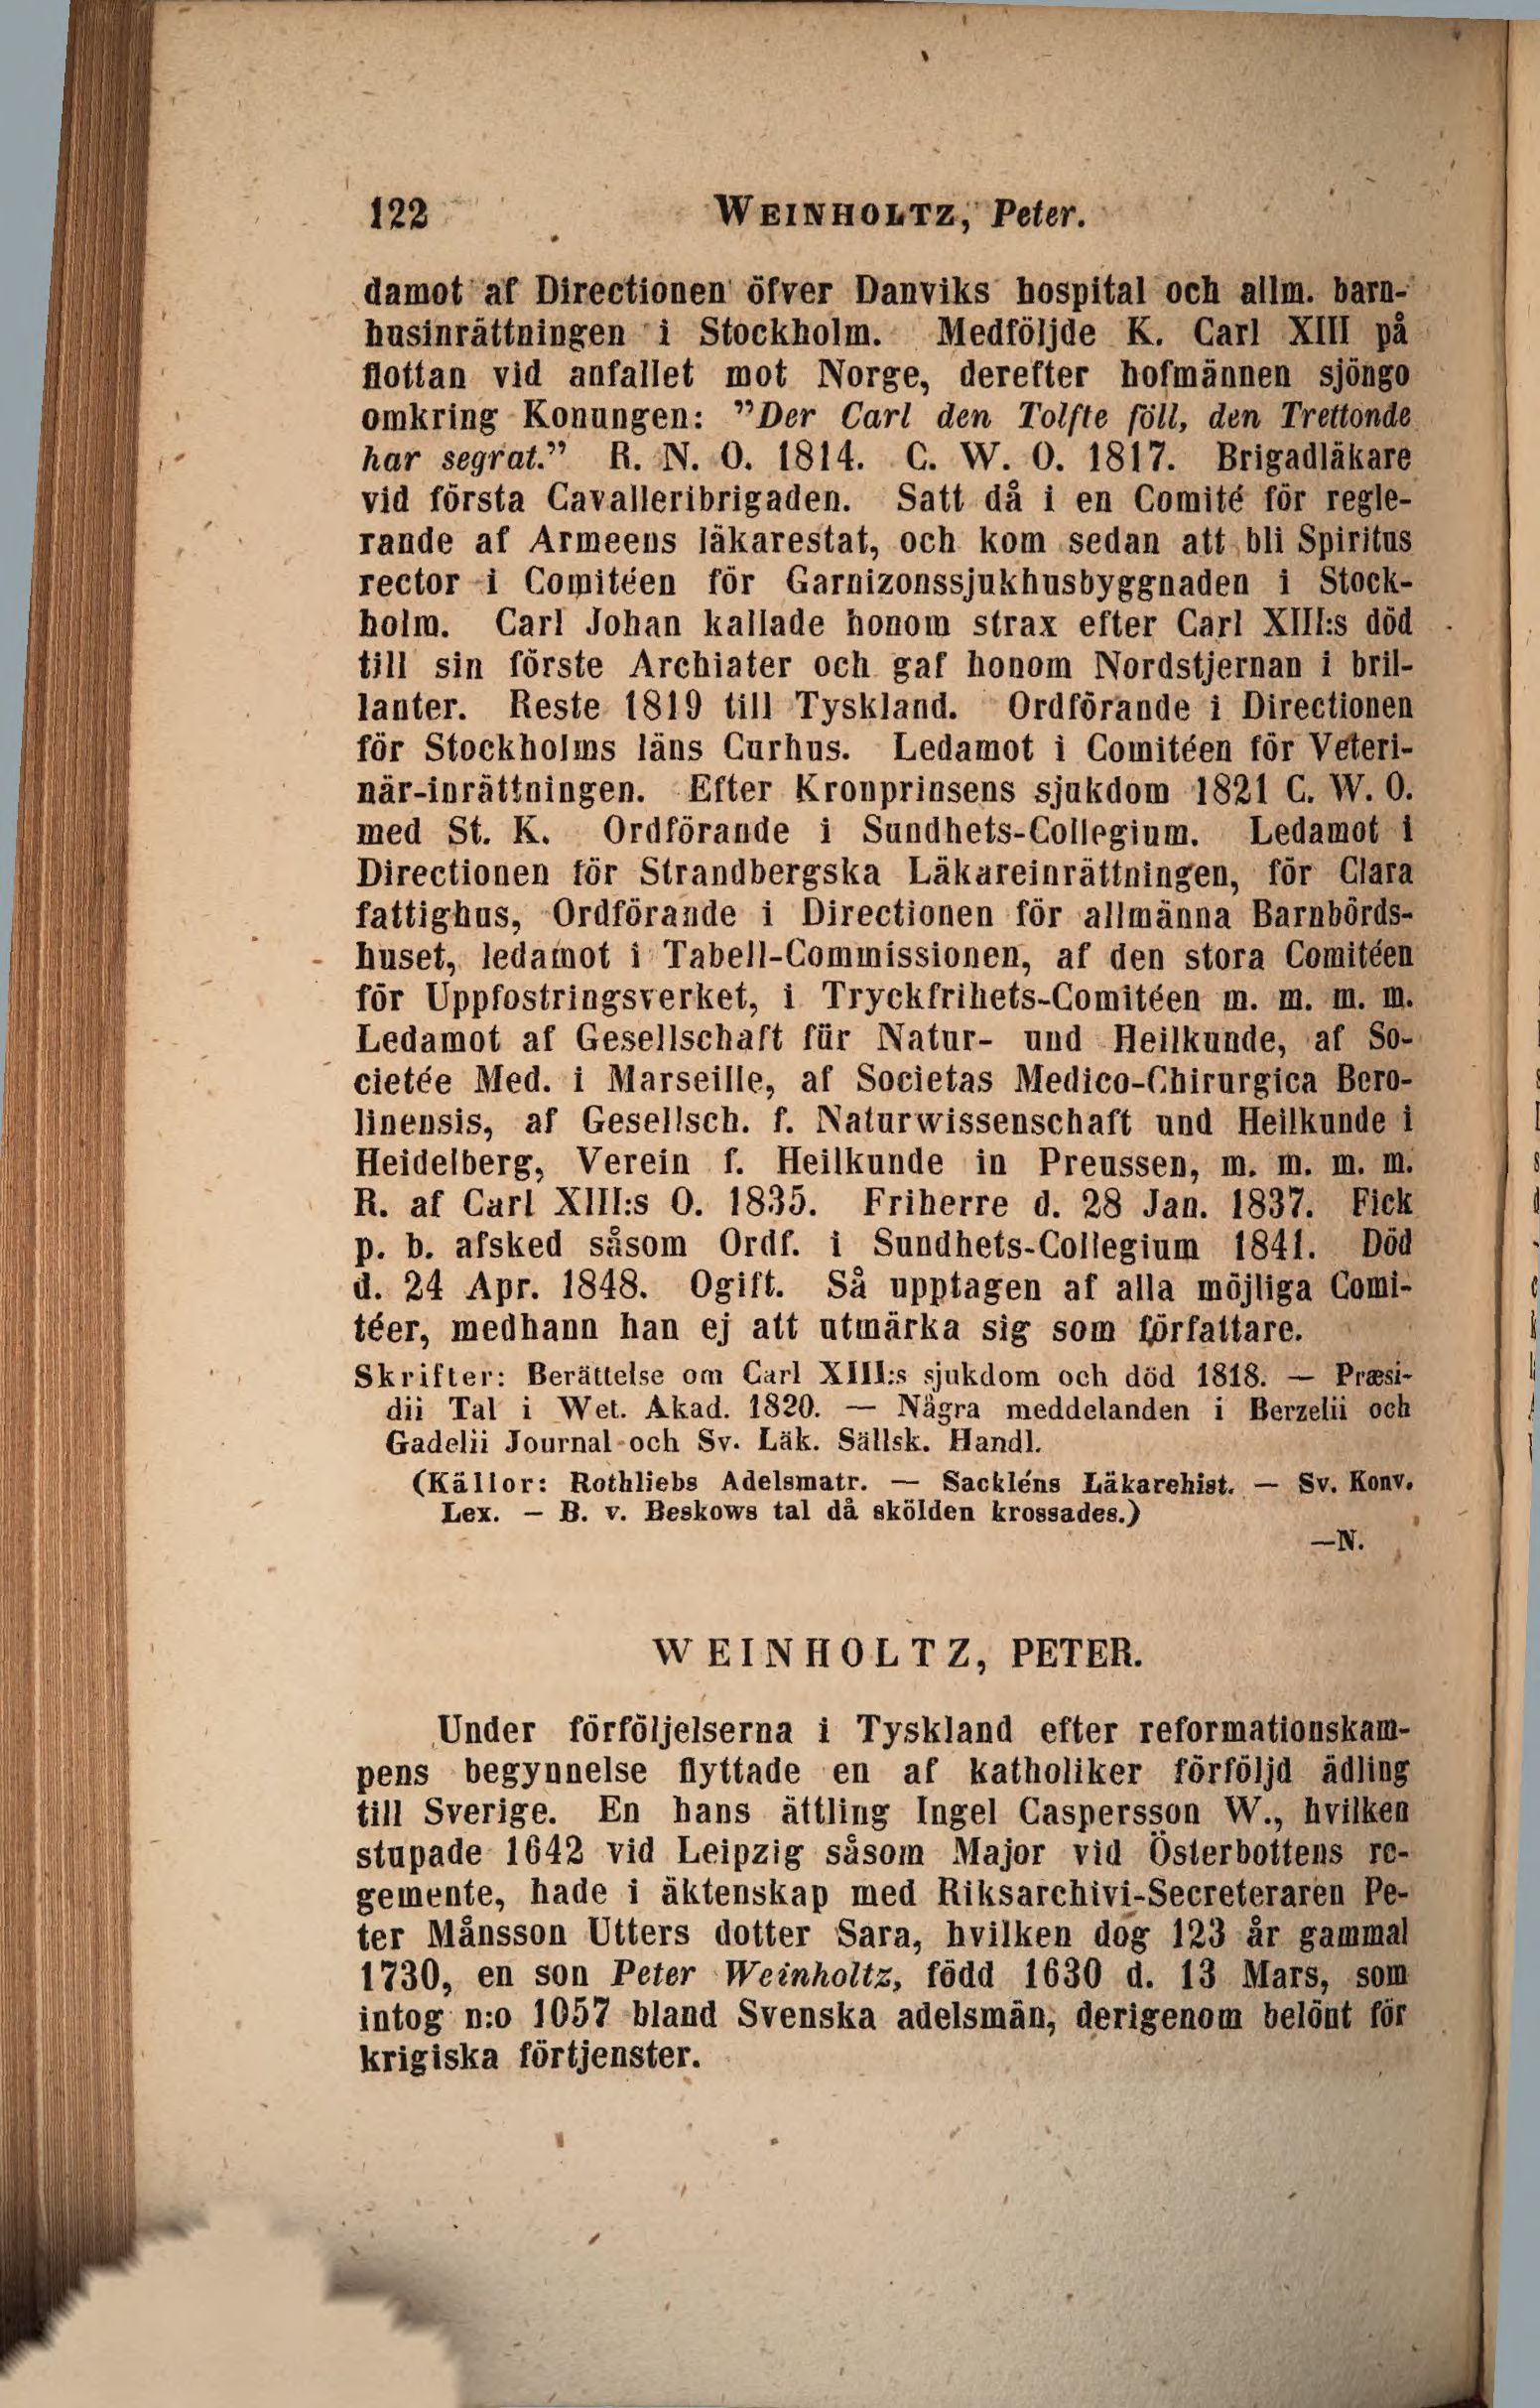 122 WEINHOLTZ, Peter.
damot af Directionen öfver Danviks hospital och allm. barn-
husinrättningen i Stockholm. Medföljde K. Carl XIII på
flottan vid anfallet mot Norge, derefter hofmännen sjöngo
omkring Konungen: ”Der Carl den Tolfte föll, den Trettonde
har segrat.” R. N. O. 1814. C. W. O. 1817. Brigadläkare
vid första Cavalleribrigaden. Satt då i en Comité för regle-
rande af Armeens läkarestat, och kom sedan att bli Spiritus
rector i Comitéen för Garnizonssjukhusbyggnaden i Stock-
holm. Carl Johan kallade honom strax efter Carl XIII:s död
till sin förste Archiater och gaf honom Nordstjernan i bril-
lanter. Reste 1819 till Tyskland. Ordförande i Directionen
för Stockholms läns Curhus. Ledamot i Comitéen för Veteri-
när-inrättningen. Efter Kronprinsens sjukdom 1821 C. W. O.
med St. K. Ordförande i Sundhets-Collegium. Ledamot i
Directionen för Strandbergska Läkareinrättningen, för Clara
fattighus, Ordförande i Directionen för allmänna Barnbörds-
huset, ledamot i Tabell-Commissionen, af den stora Comitéen
för Uppfostringsverket, i Tryckfrihets-Comitéen m. m. m. m.
Ledamot af Gesellschaft für Natur- und Heilkunde, af So-
cietée Med. i Marseille, af Societas Medico-Chirurgica Bero-
linensis, af Gesellsch. f. Naturwissenschaft und Heilkunde i
Heidelberg, Verein f. Heilkunde in Preussen, m. m. m. m.
R. af Carl XIII:s O. 1835. Friherre d. 28 Jan. 1837. Fick
p. b. afsked såsom Ordf. i Sundhets-Collegium 1841. Död
d. 24 Apr. 1848. Ogift. Så upptagen af alla möjliga Comi-
téer, medhann han ej att utmärka sig som författare.
Skrifter: Berättelse om Carl XIII:s sjukdom och död 1818. — Præsi-
dii Tal i Wet. Akad. 1820. — Några meddelanden i Berzelii och
Gadelii Journal och Sv. Läk. Sällsk. Handl.
(Källor: Rothliebs Adelsmatr. — Sackléns Läkarehist. — Sv. Konv.
Lex. — B. v. Beskows tal då skölden krossades.)
—N.
WEINHOLTZ, PETER.
Under förföljelserna i Tyskland efter reformationskam-
pens begynnelse flyttade en af katholiker förföljd ädling
till Sverige. En hans ättling Ingel Caspersson W., hvilken
stupade 1642 vid Leipzig såsom Major vid Österbottens re-
gemente, hade i äktenskap med Riksarchivi-Secreteraren Pe-
ter Månsson Utters dotter Sara, hvilken dog 123 år gammal
1730, en son Peter Weinholtz, född 1630 d. 13 Mars, som
intog n:o 1057 bland Svenska adelsmän, derigenom belönt för
krigiska förtjenster.